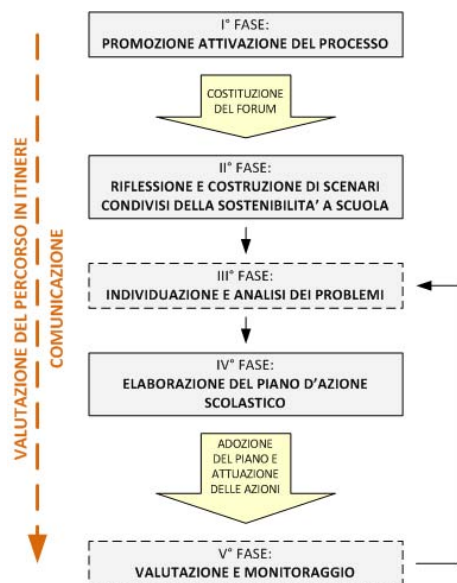 I° FASE:
PROMOZIONE ATTIVAZIONE DEL PROCESSO
COSTITUZIONE
DEL FORUM
II° FASE:
RIFLESSIONE E COSTRUZIONE DI SCENARI
CONDIVISI DELLA SOSTENIBILITA' A SCUOLA
III° FASE:
INDIVIDUAZIONE E ANALISI DEI PROBLEMI
IV° FASE:
ELABORAZIONE DEL PIANO D'AZIONE
SCOLASTICO
ADOZIONE
DEL PIANO E
ATTUAZIONE
DELLE AZIONI
V° FASE:
VALUTAZIONE E MONITORAGGIO
VALUTAZIONE DEL PERCORSO IN ITINERE
COMUNICAZIONE